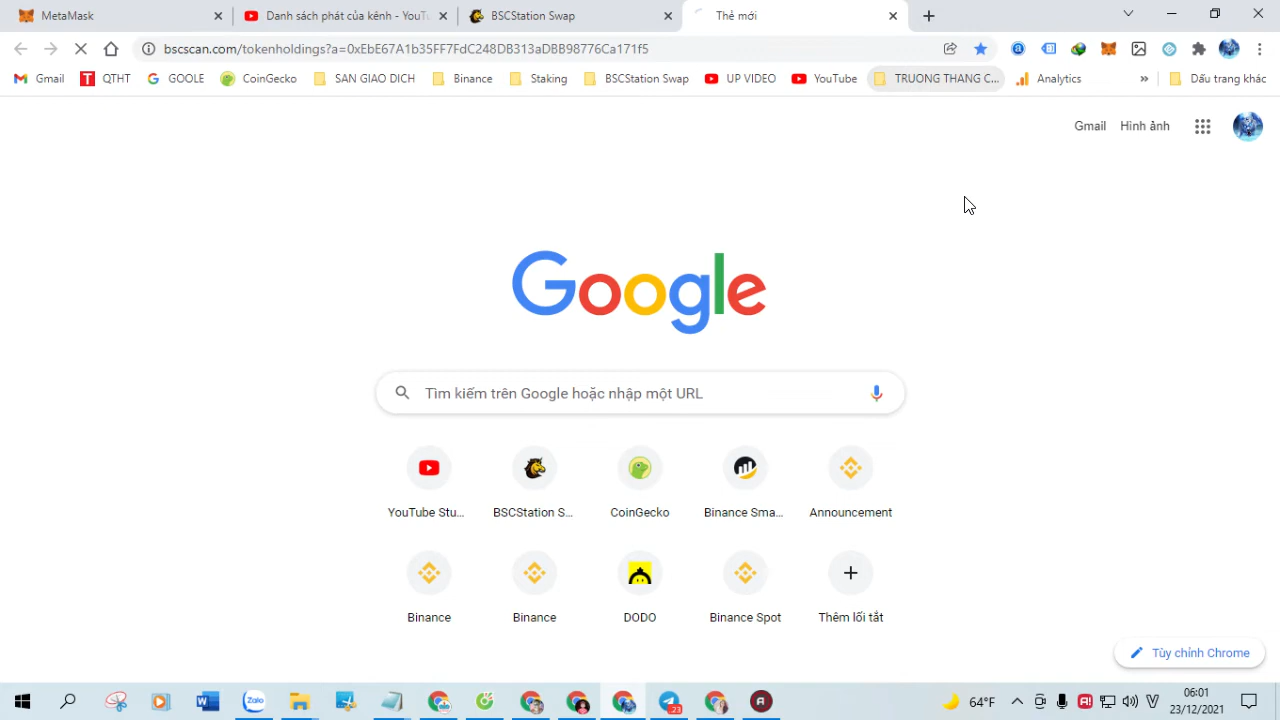 MetaMask
Danh sách phát của kênh - YouT
BSCStation Swap
Thẻ mới
bscscan.com/tokenholdings?a=0xEbE67A1b35FF7FdC248DB313aDBB98776Ca171f5
Gmail
QTHT
GOOLE
CoinGecko
SAN GIAO DICH
Binance
Staking
BSCStation Swap
UP VIDEO
YouTube
TRUONG THANG C...
Analytics
»
Dấu trang khác
Gmail
Hình ảnh
Google
Tìm kiếm trên Google hoặc nhập một URL
YouTube Stu...
BSCStation S...
CoinGecko
Binance Sma...
Announcement
Binance
Binance
DODO
Binance Spot
Thêm lối tắt
Tùy chỉnh Chrome
Zalo
23
64°F
06:01
23/12/2021